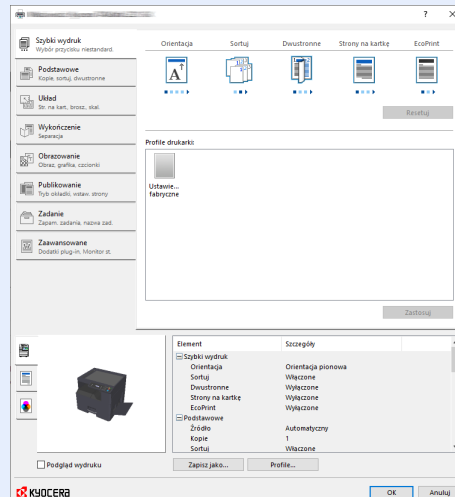 ?
Szybki wydruk
Wybór przycisku niestandard.
Podstawowe
Kopie, sortuj, dwustronne
Układ
Str. na kart., brosz., skal.
Wykończenie
Separacja
Obrazowanie
Obraz, grafika, czcionki
Publikowanie
Tryb okładki, wstaw. strony
Zadanie
Zapam. zadania, nazwa zad.
Zaawansowane
Dodatki plug-in, Monitor st.
Orientacja Sortuj Dwustronne Strony na kartkę EcoPrint
A
Resetuj
Profile drukarki:
Ustawie...
fabryczne
Zastosuj
Element Szczegóły
Szybki wydruk
Orientacja Orientacja pionowa
Sortuj Włączone
Dwustronne Wyłączone
Strony na kartkę Wyłączone
EcoPrint Wyłączone
Podstawowe
Źródło Automatyczny
Kopie 1
Sortuj Włączone
Podgląd wydruku
Zapisz jako... Profile...
KYOCERA
OK Anuluj